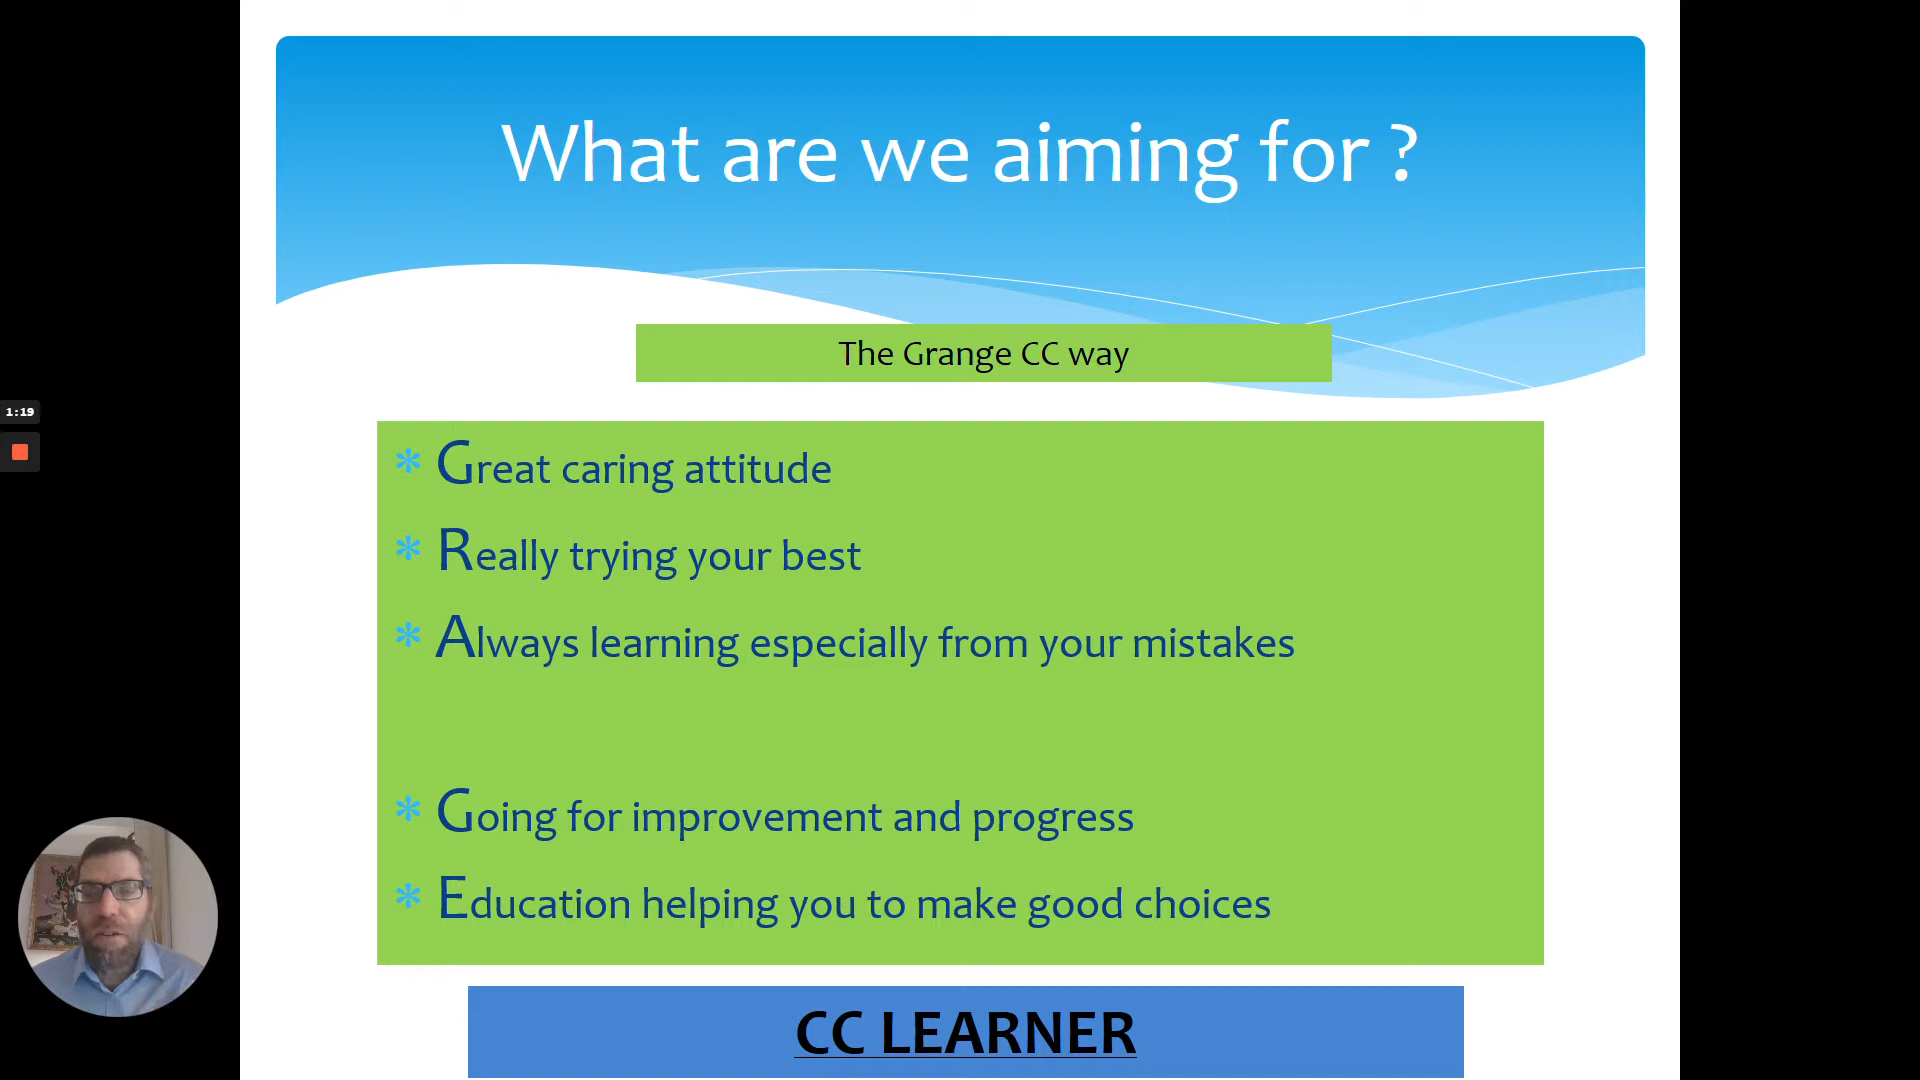 What are we aiming for ?
The Grange CC way
1:19
* Great caring attitude
* Really trying your best
* Always learning especially from your mistakes
* Going for improvement and progress
* Education helping you to make good choices
CC LEARNER